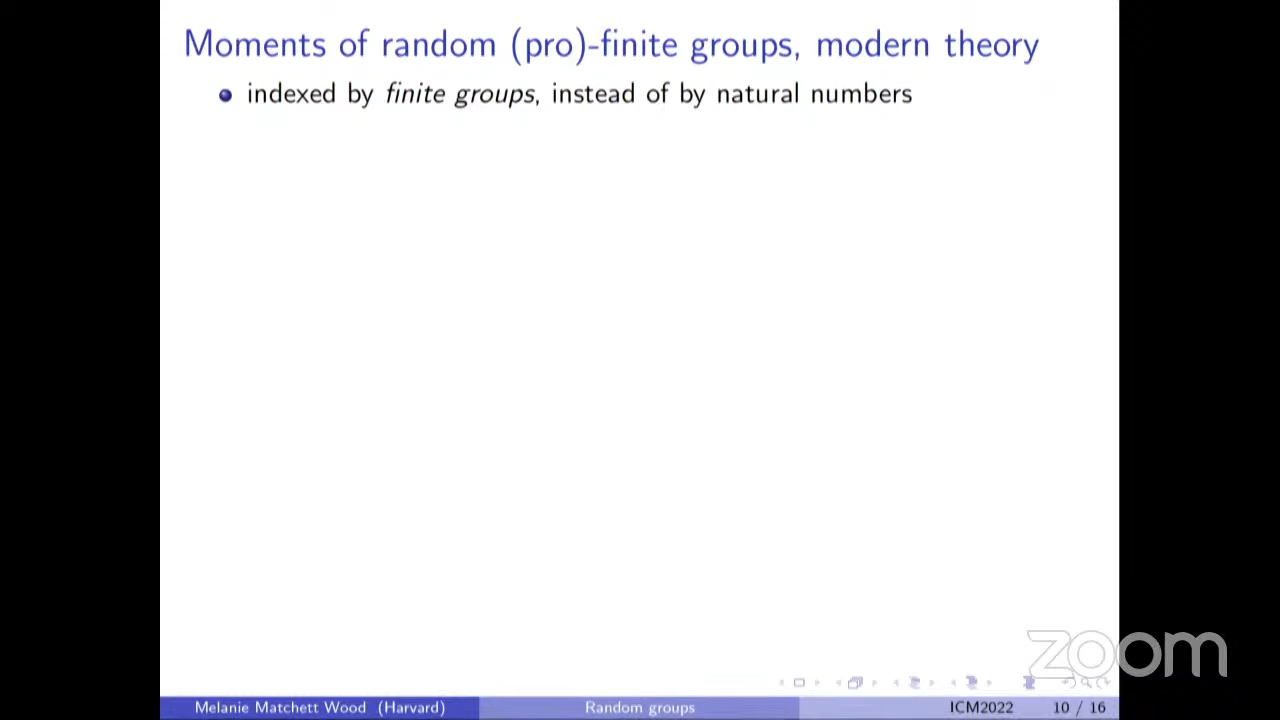 Moments of random (pro)-finite groups, modern theory
indexed by finite groups, instead of by natural numbers
zoom
Melanie Matchett Wood (Harvard) Random groups ICM2022 10 / 16